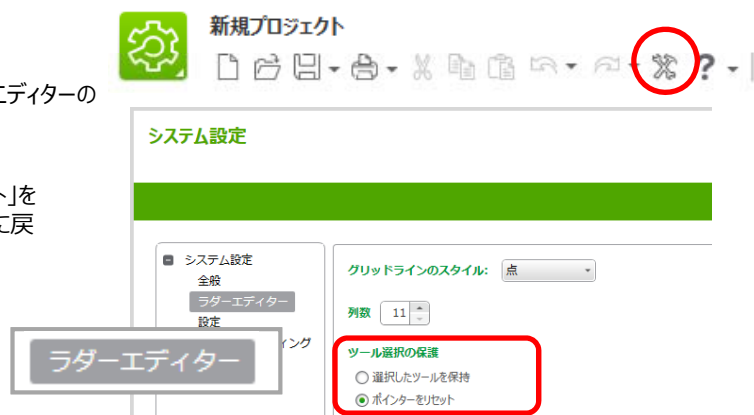 新規プロジェクト
?
エディターの
ト」を
に戻
システム設定
システム設定
全般
ラダーエディター
設定
ィング
ラダーエディター
グリッドラインのスタイル: 点
列数 11
ツール選択の保護
選択したツールを保持
ポインターをリセット